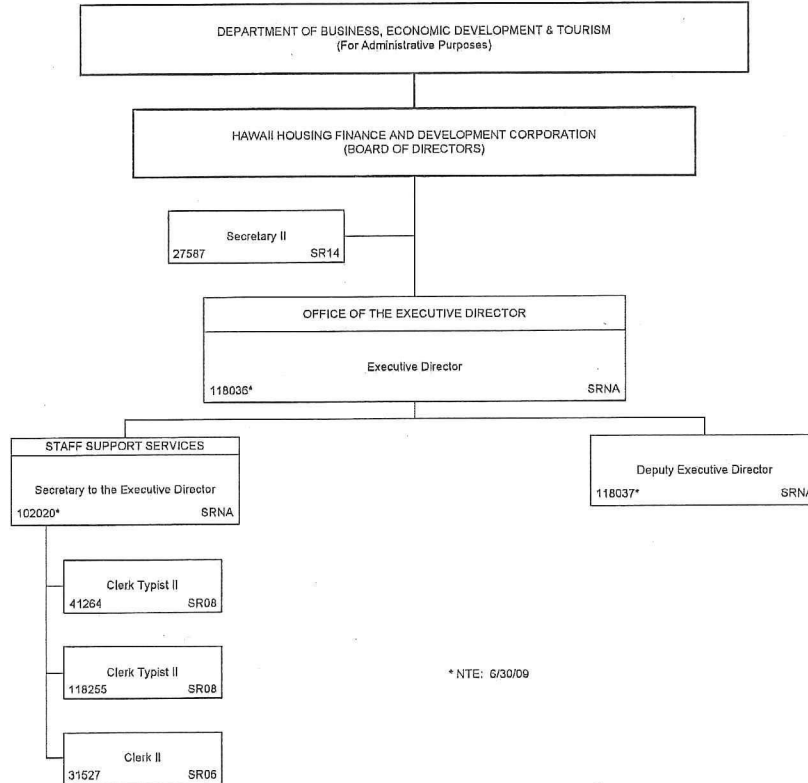 DEPARTMENT OF BUSINESS, ECONOMIC DEVELOPMENT & TOURISM
(For Administrative Purposes)
HAWAII HOUSING FINANCE AND DEVELOPMENT CORPORATION
(BOARD OF DIRECTORS)
Secretary II
27587 SR14
OFFICE OF THE EXECUTIVE DIRECTOR
Executive Director
118036* SRNA
STAFF SUPPORT SERVICES
Secretary to the Executive Director
102020* SRNA
Deputy Executive Director
118037* SRNA
Clerk Typist II
41264 SR08
Clerk Typist II
118255 SR08
* NTE: 6/30/09
Clerk II
31527 SR06